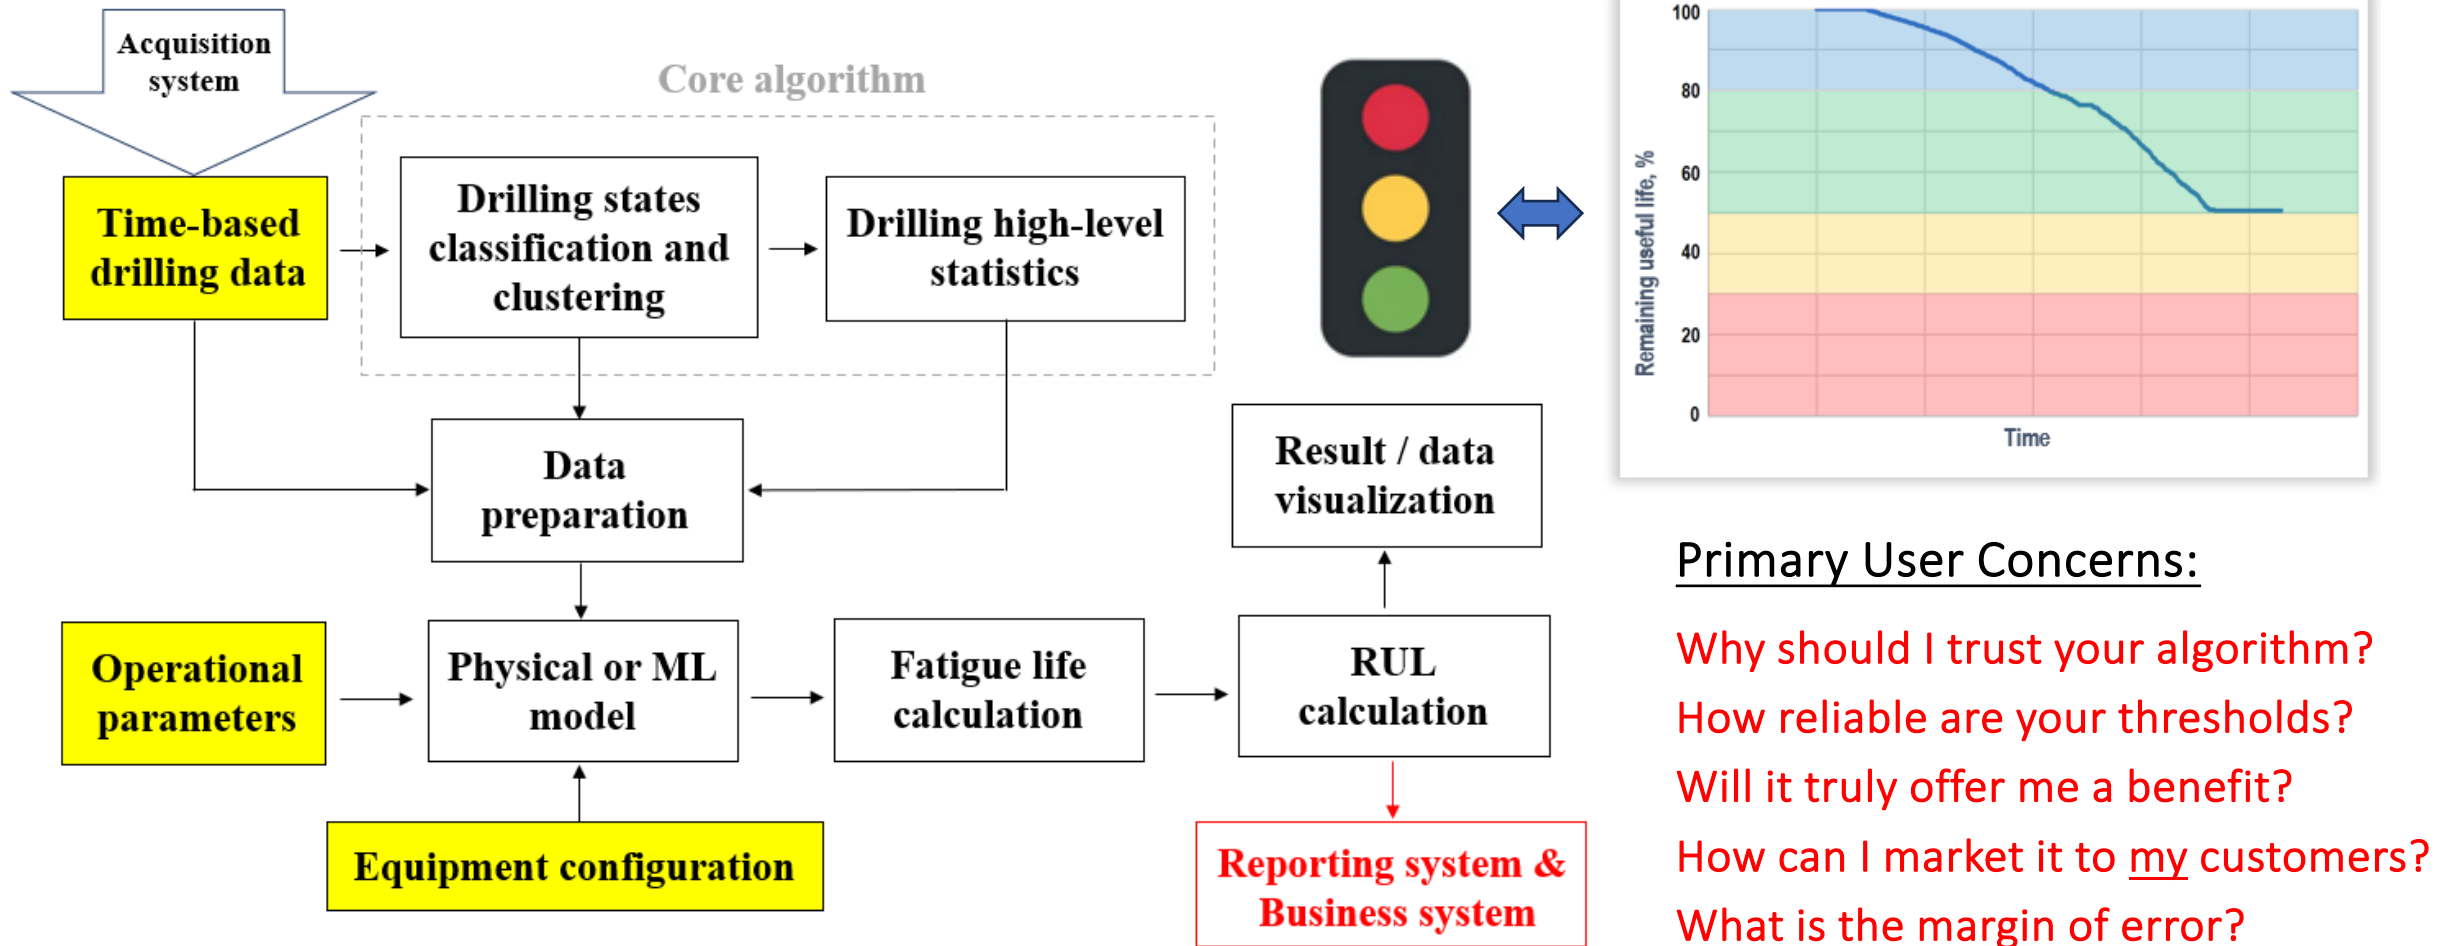 Acquisition
system
Core algorithm
Time-based
drilling data
Drilling states
classification and
clustering
Drilling high-level
statistics
Data
preparation
Operational
parameters
Physical or ML
model
Fatigue life
calculation
RUL
calculation
Result / data
visualization
Equipment configuration
Reporting system &
Business system
100
80
60
40
20
0
Remaining useful life, %
Time
Primary User Concerns:
Why should I trust your algorithm?
How reliable are your thresholds?
Will it truly offer me a benefit?
How can I market it to my customers?
What is the margin of error?